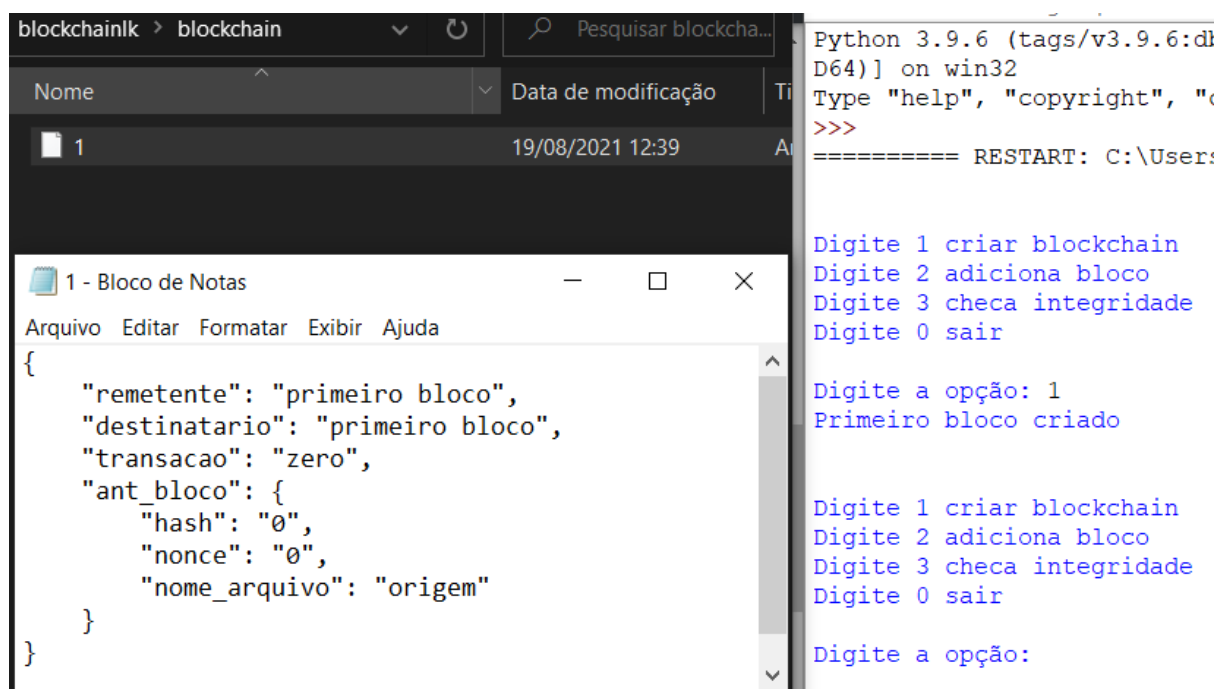 blockchainlk > blockchain
Pesquisar blockcha...
Nome
Data de modificação
Ti
1
19/08/2021 12:39
1 - Bloco de Notas
Arquivo Editar Formatar Exibir Ajuda
{
    "remetente": "primeiro bloco",
    "destinatario": "primeiro bloco",
    "transacao": "zero",
    "ant_bloco": {
        "hash": "0",
        "nonce": "0",
        "nome_arquivo": "origem"
    }
}
Python 3.9.6 (tags/v3.9.6:db
D64)] on win32
Type "help", "copyright", "c
>>>
========== RESTART: C:\Users
Digite 1 criar blockchain
Digite 2 adiciona bloco
Digite 3 checa integridade
Digite 0 sair
Digite a opção: 1
Primeiro bloco criado
Digite 1 criar blockchain
Digite 2 adiciona bloco
Digite 3 checa integridade
Digite 0 sair
Digite a opção: